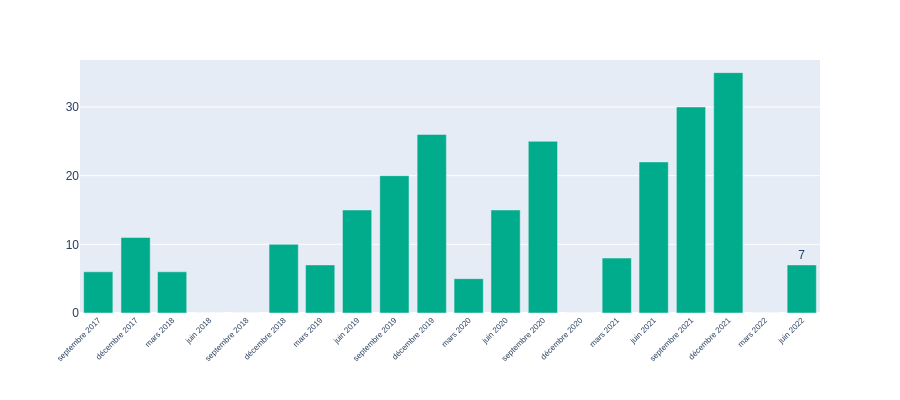 30
20
10
0
7
septembre 2017
décembre 2017
mars 2018
juin 2018
septembre 2018
décembre 2018
mars 2019
juin 2019
septembre 2019
décembre 2019
mars 2020
juin 2020
septembre 2020
décembre 2020
mars 2021
juin 2021
septembre 2021
décembre 2021
mars 2022
juin 2022